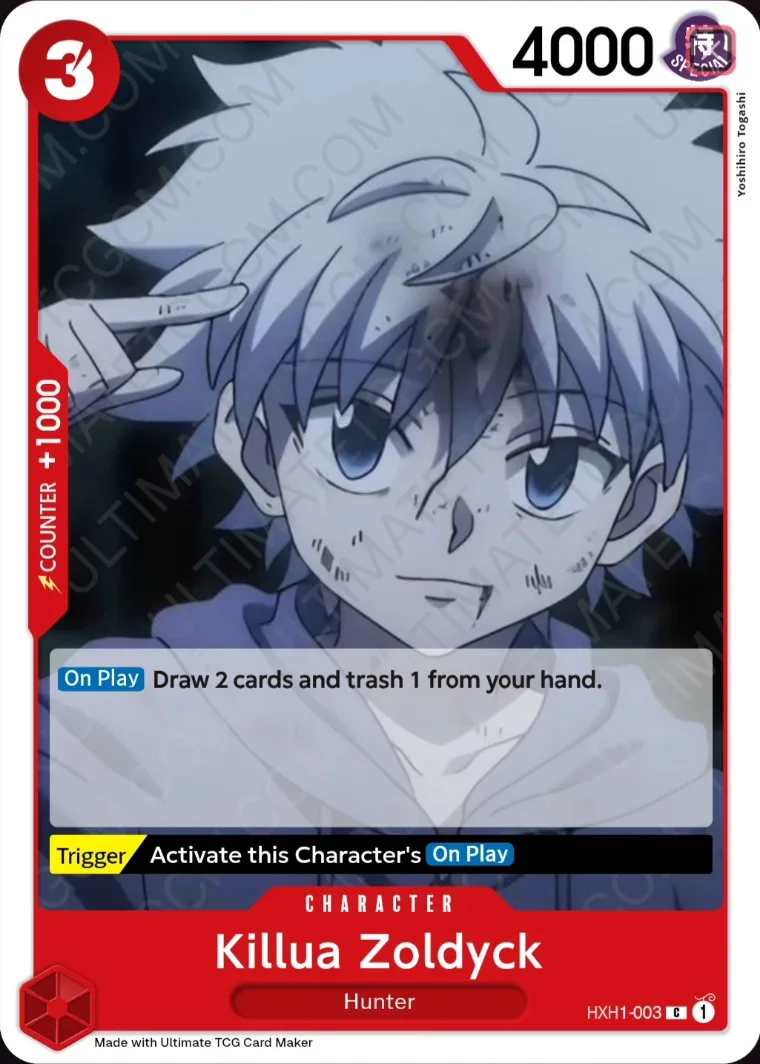 3
4000
特
SPECIAL
Yoshihiro Togashi
COUNTER +1000
On Play Draw 2 cards and trash 1 from your hand.
Trigger Activate this Character's On Play
CHARACTER
Killua Zoldyck
Hunter
HXH1-003 C 1
Made with Ultimate TCG Card Maker